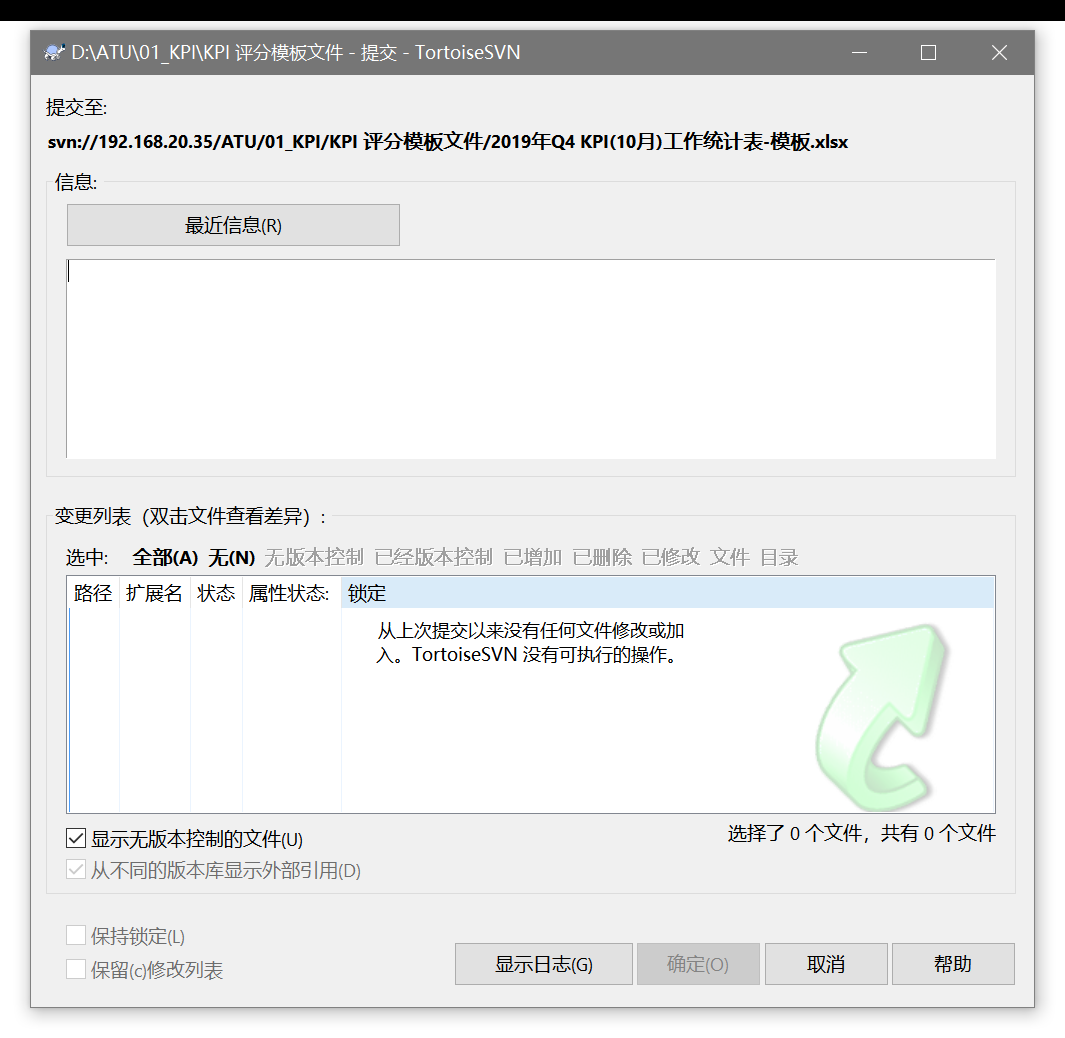 D:\ATU\01_KPI\KPI 评分模板文件 - 提交 - TortoiseSVN
提交至:
svn://192.168.20.35/ATU/01_KPI/KPI 评分模板文件/2019年Q4 KPI(10月)工作统计表-模板.xlsx
信息:
最近信息(R)
变更列表（双击文件查看差异）:
选中: 全部(A) 无(N) 无版本控制 已经版本控制 已增加 已删除 已修改 文件 目录
路径 扩展名 状态 属性状态: 锁定
从上次提交以来没有任何文件修改或加
入。TortoiseSVN 没有可执行的操作。
显示无版本控制的文件(U)
选择了 0 个文件，共有 0 个文件
从不同的版本库显示外部引用(D)
保持锁定(L)
保留(c)修改列表
显示日志(G) 确定(O) 取消 帮助